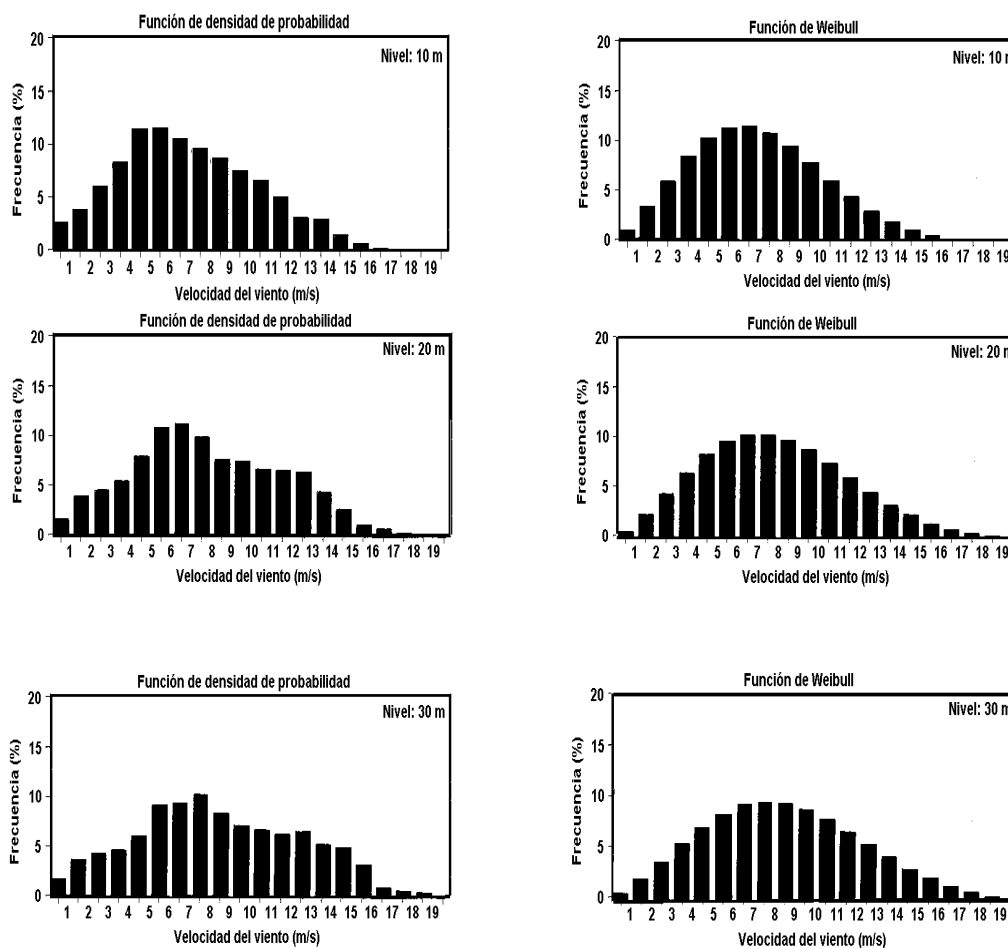 Función de densidad de probabilidad
Nivel: 10 m
Frecuencia (%)
20
15
10
5
0
1 2 3 4 5 6 7 8 9 10 11 12 13 14 15 16 17 18 19
Velocidad del viento (m/s)
Función de Weibull
Nivel: 10 m
Frecuencia (%)
20
15
10
5
0
1 2 3 4 5 6 7 8 9 10 11 12 13 14 15 16 17 18 19
Velocidad del viento (m/s)
Función de densidad de probabilidad
Nivel: 20 m
Frecuencia (%)
20
15
10
5
0
1 2 3 4 5 6 7 8 9 10 11 12 13 14 15 16 17 18 19
Velocidad del viento (m/s)
Función de Weibull
Nivel: 20 m
Frecuencia (%)
20
15
10
5
0
1 2 3 4 5 6 7 8 9 10 11 12 13 14 15 16 17 18 19
Velocidad del viento (m/s)
Función de densidad de probabilidad
Nivel: 30 m
Frecuencia (%)
20
15
10
5
0
1 2 3 4 5 6 7 8 9 10 11 12 13 14 15 16 17 18 19
Velocidad del viento (m/s)
Función de Weibull
Nivel: 30 m
Frecuencia (%)
20
15
10
5
0
1 2 3 4 5 6 7 8 9 10 11 12 13 14 15 16 17 18 19
Velocidad del viento (m/s)